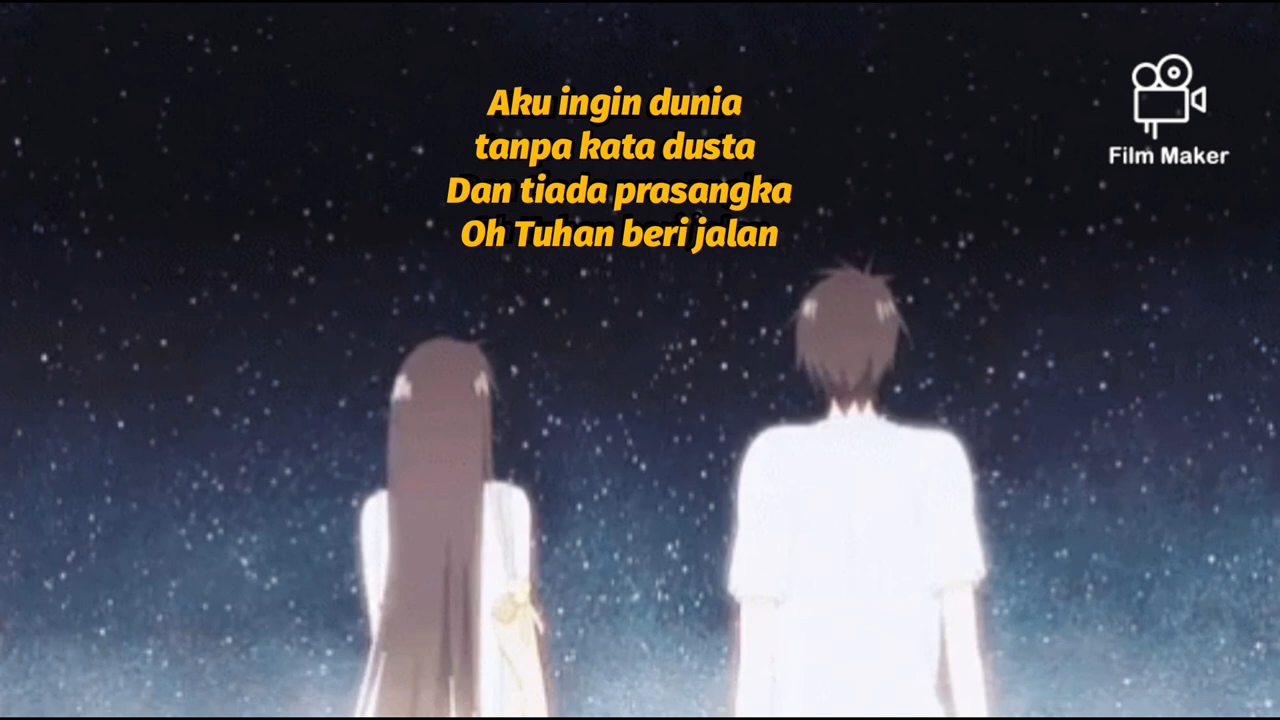 Aku ingin dunia
tanpa kata dusta
Dan tiada prasangka
Oh Tuhan beri jalan
Film Maker